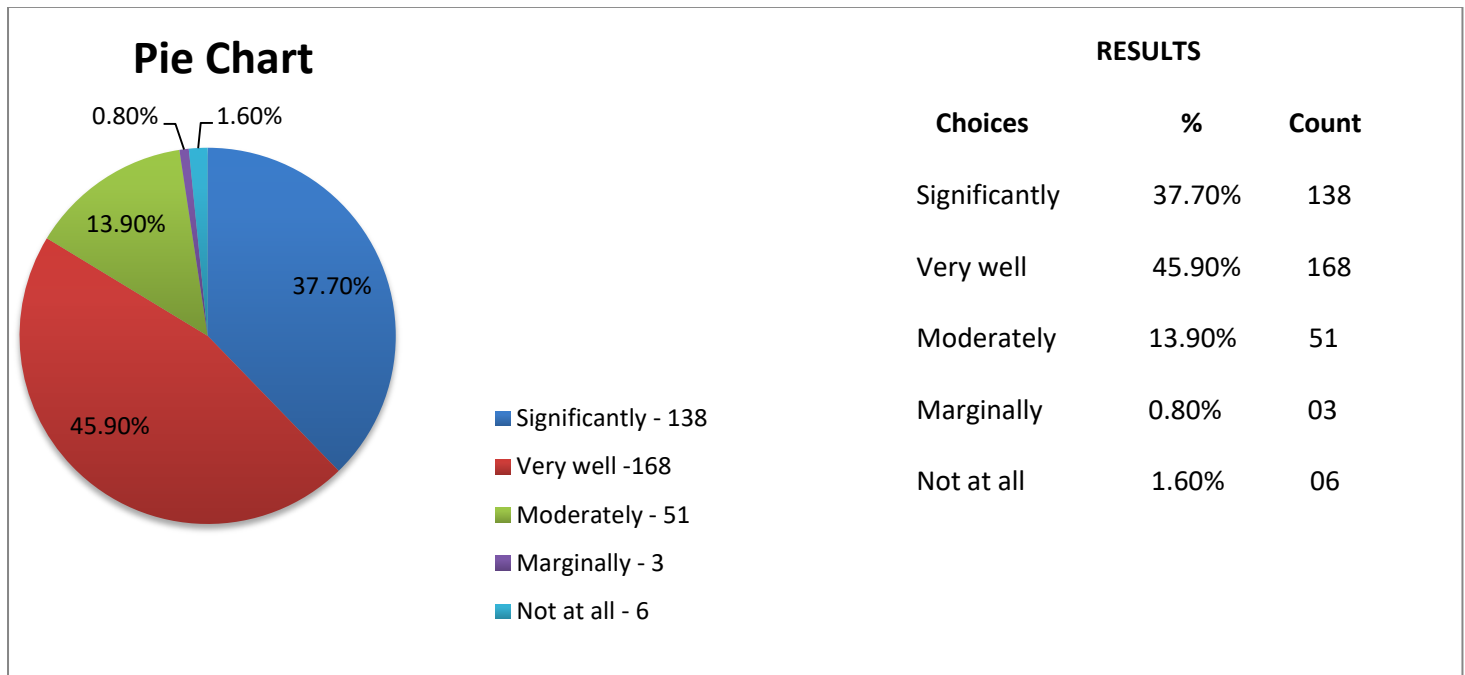 Pie Chart
0.80%
1.60%
13.90%
37.70%
45.90%
Significantly - 138
Very well -168
Moderately - 51
Marginally - 3
Not at all - 6
RESULTS
Choices % Count
Significantly 37.70% 138
Very well 45.90% 168
Moderately 13.90% 51
Marginally 0.80% 03
Not at all 1.60% 06